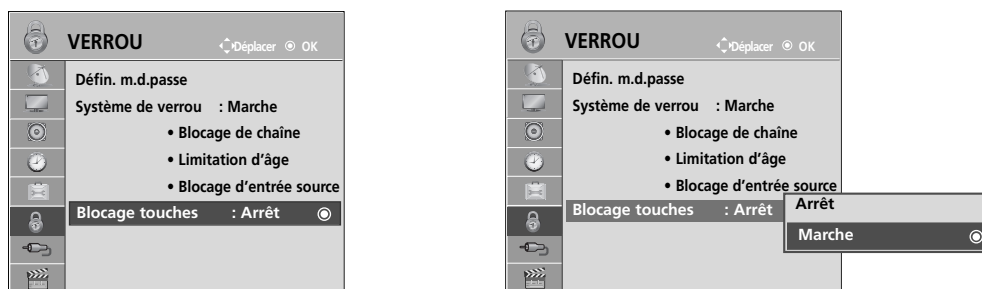 VERROU Déplacer OK
Défin. m.d.passe
Système de verrou : Marche
• Blocage de chaîne
• Limitation d'âge
• Blocage d'entrée source
Blocage touches : Arrêt
VERROU Déplacer OK
Défin. m.d.passe
Système de verrou : Marche
• Blocage de chaîne
• Limitation d'âge
• Blocage d'entrée source
Blocage touches : Arrêt
Arrêt
Marche